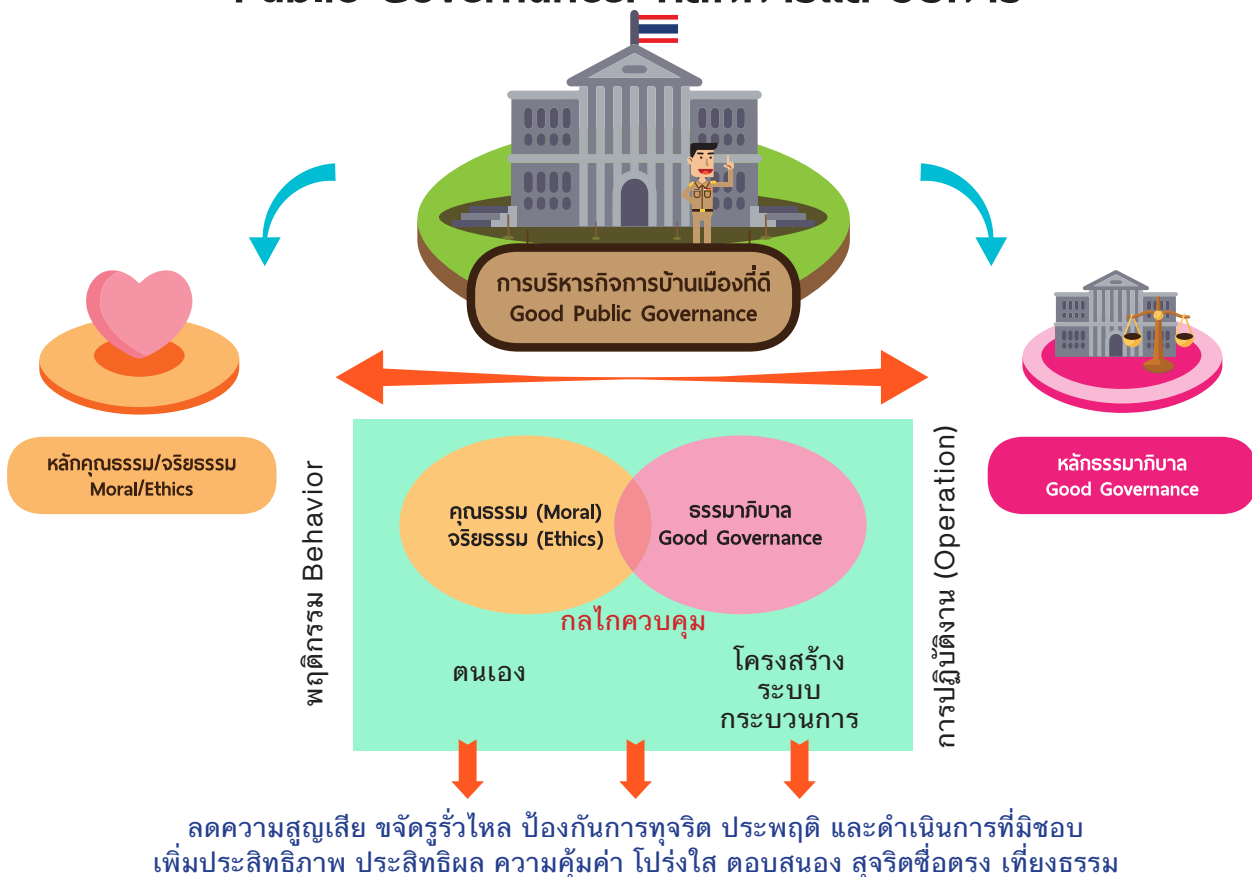 Public Governance:
การบริหารกิจการบ้านเมืองที่ดี
Good Public Governance
หลักคุณธรรม/จริยธรรม
Moral/Ethics
หลักธรรมาภิบาล
Good Governance
พฤติกรรม Behavior
คุณธรรม (Moral)
จริยธรรม (Ethics)
ธรรมาภิบาล
Good Governance
การปฏิบัติงาน (Operation)
กลไกควบคุม
ตนเอง
โครงสร้าง
ระบบ
กระบวนการ
ลดความสูญเสีย ขจัดรูรั่วไหล ป้องกันการทุจริต ประพฤติ และดำเนินการที่มิชอบ
เพิ่มประสิทธิภาพ ประสิทธิผล ความคุ้มค่า โปร่งใส ตอบสนอง สุจริตซื่อตรง เที่ยงธรรม